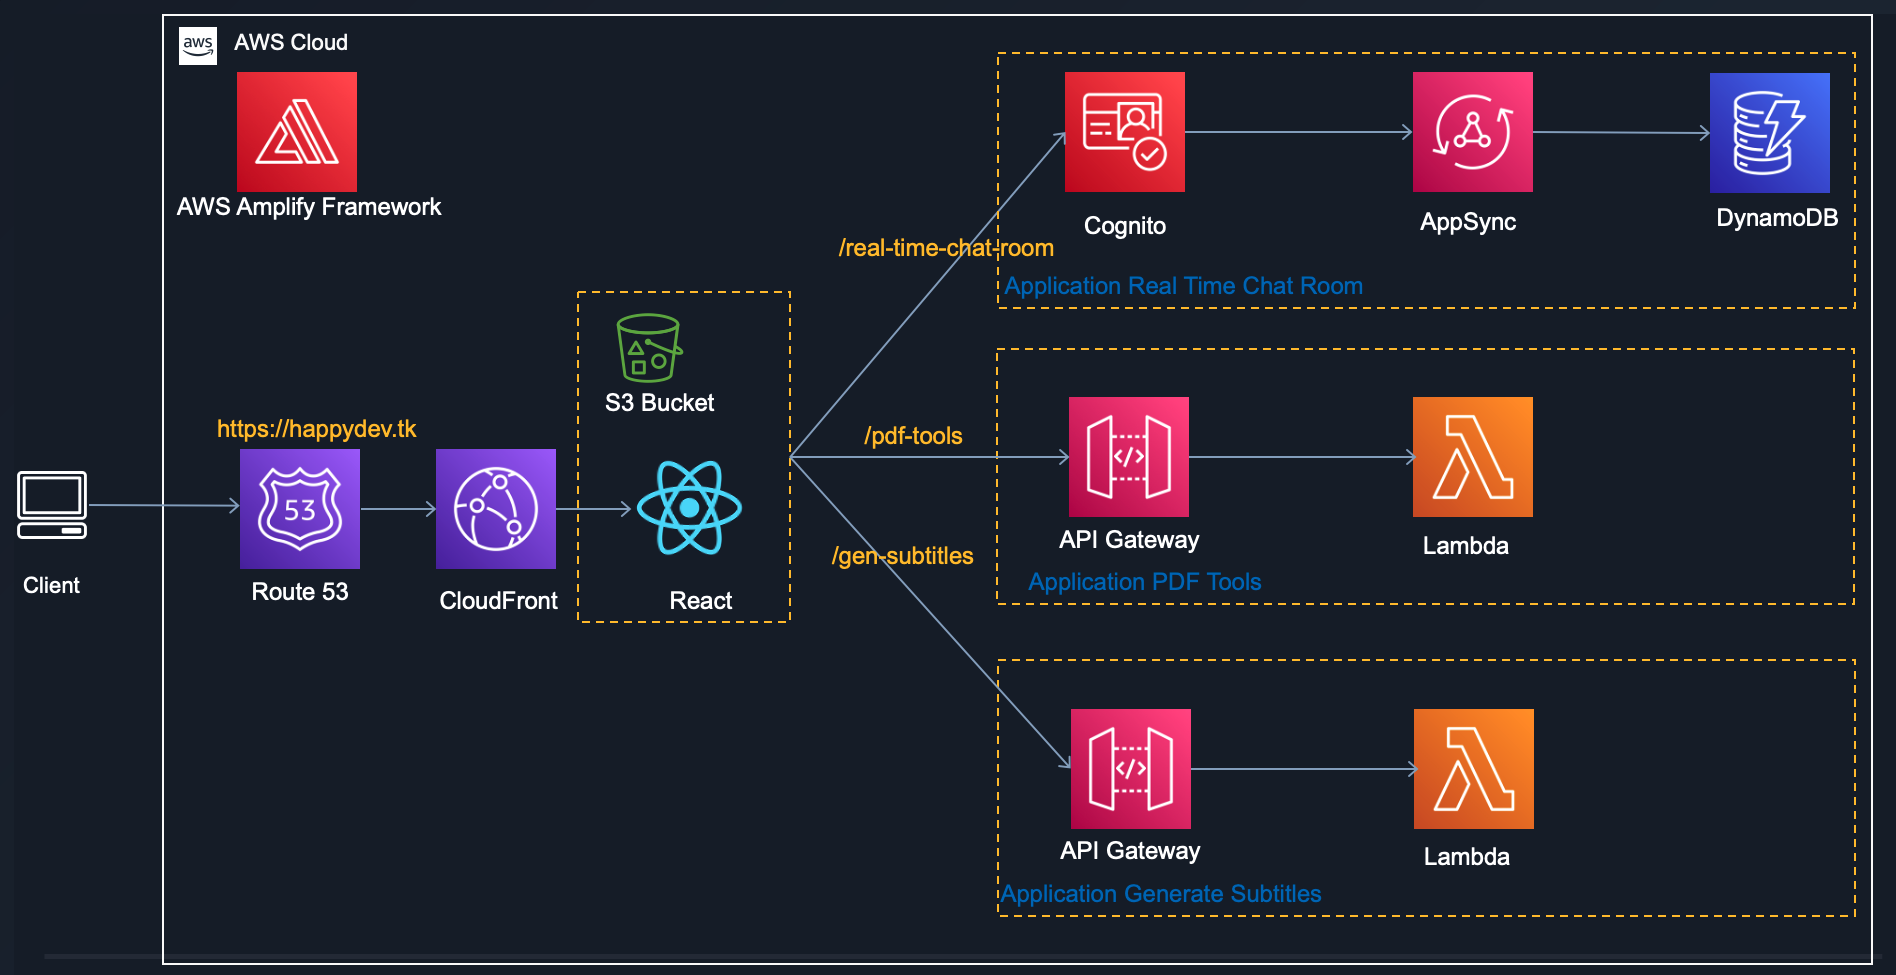 aws
AWS Cloud
AWS Amplify Framework
Cognito
AppSync
DynamoDB
/real-time-chat-room
Application Real Time Chat Room
S3 Bucket
https://happydev.tk
/pdf-tools
53
</>
Client
Route 53
CloudFront
React
/gen-subtitles
API Gateway
Lambda
Application PDF Tools
</>
API Gateway
Lambda
Application Generate Subtitles